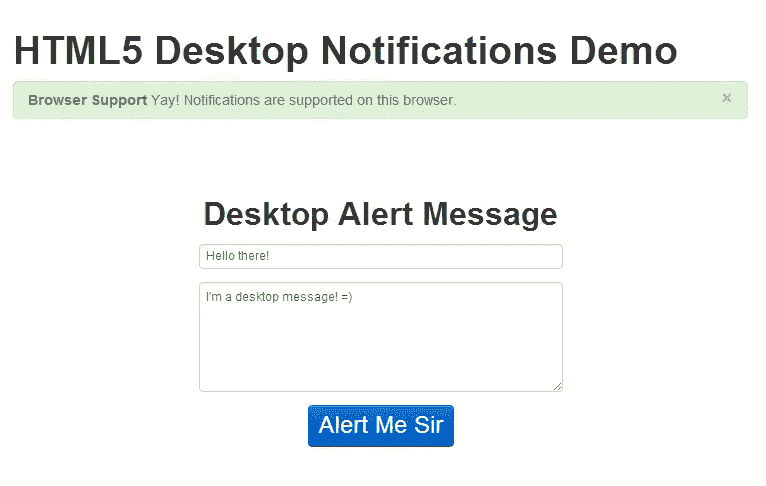 HTML5 Desktop Notifications Demo
Browser Support Yay! Notifications are supported on this browser. ×
Desktop Alert Message
Hello there!
I'm a desktop message! =)
Alert Me Sir